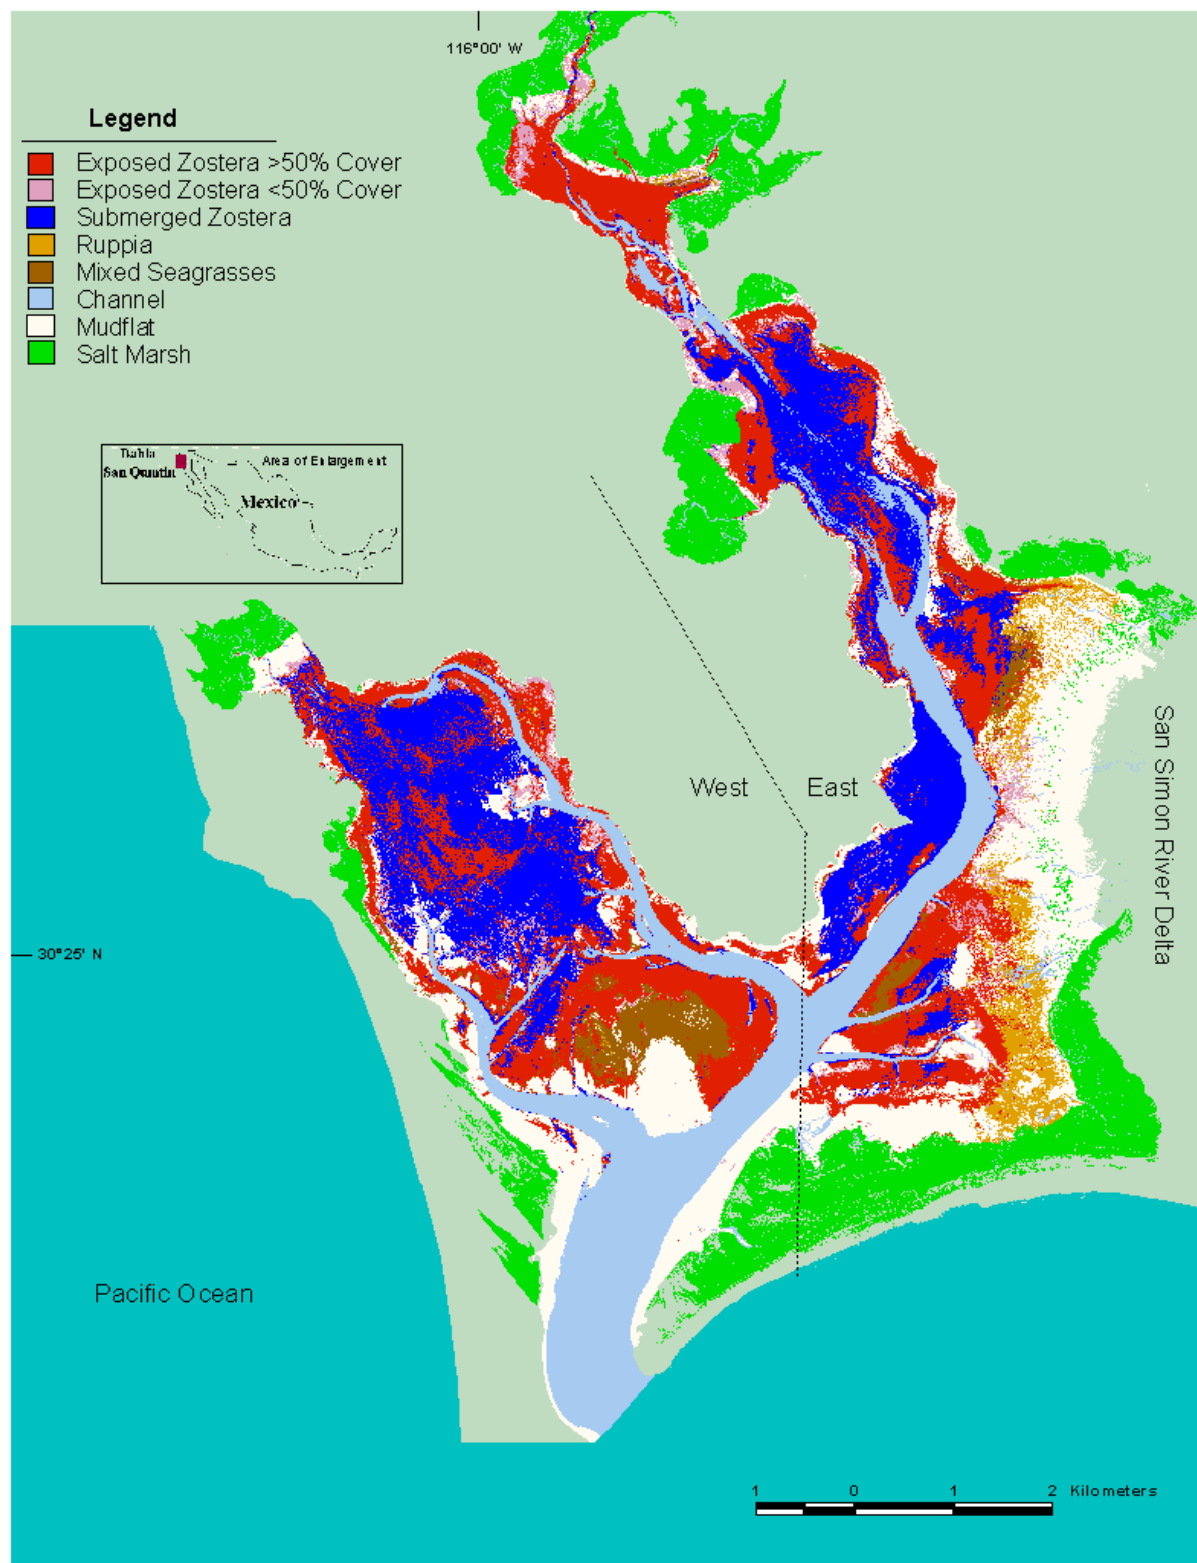 116°00' W
Legend
Exposed Zostera >50% Cover
Exposed Zostera <50% Cover
Submerged Zostera
Ruppia
Mixed Seagrasses
Channel
Mudflat
Salt Marsh
Bahia
San Quintin
Area of Enlargement
Mexico
West
East
San Simon River Delta
30°25' N
Pacific Ocean
1 0 1 2 Kilometers